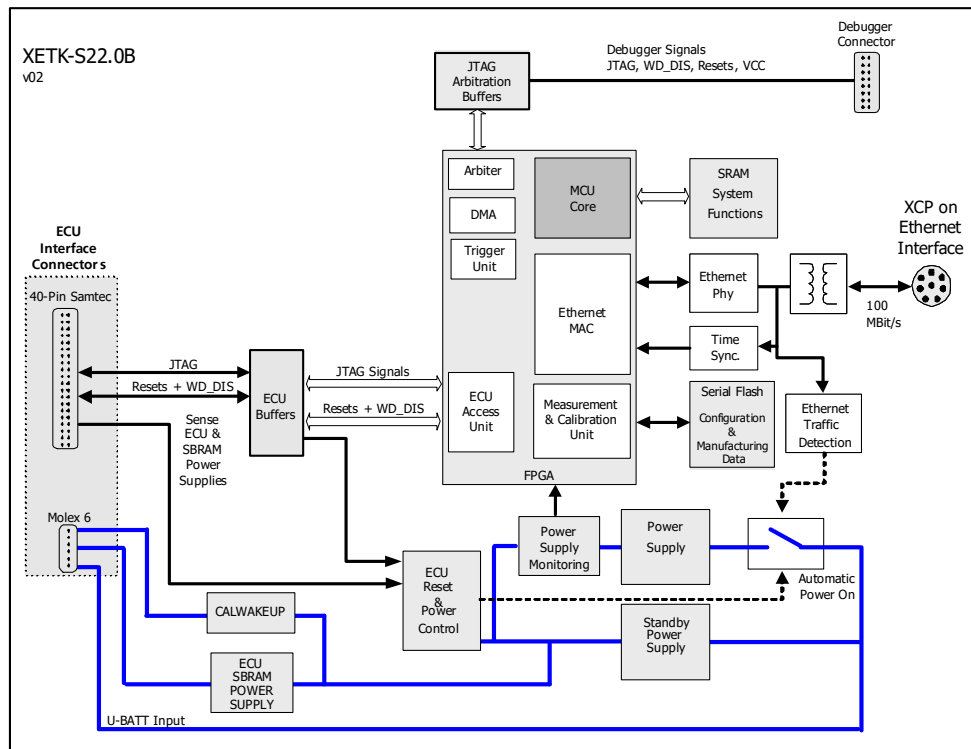 XETK-S22.0B
v02
Debugger
Connector
Debugger Signals
JTAG, WD_DIS, Resets, VCC
JTAG
Arbitration
Buffers
Arbiter
DMA
Trigger
Unit
MCU
Core
SRAM
System
Functions
XCP on
Ethernet
Interface
ECU
Interface
Connectors
40-Pin Samtec
Ethernet
MAC
Ethernet
Phy
100
MBit/s
Time
Sync.
JTAG
Resets + WD_DIS
ECU
Buffers
JTAG Signals
Resets + WD_DIS
ECU
Access
Unit
Measurement
& Calibration
Unit
Serial Flash
Configuration
&
Manufacturing
Data
Ethernet
Traffic
Detection
Sense
ECU &
SBRAM
Power
Supplies
FPGA
Molex 6
Power
Supply
Monitoring
Power
Supply
Automatic
Power On
ECU
Reset
&
Power
Control
CALWAKEUP
Standby
Power
Supply
ECU
SBRAM
POWER
SUPPLY
U-BATT Input